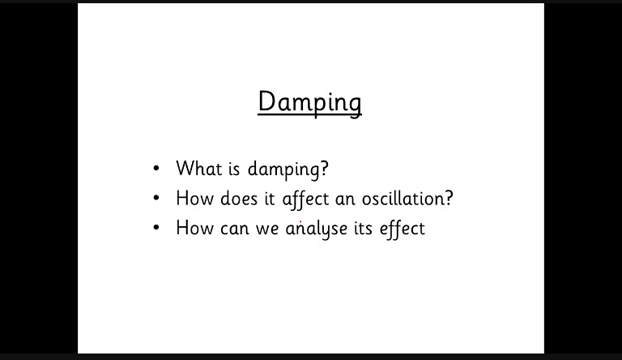 Damping
• What is damping?
• How does it affect an oscillation?
• How can we analyse its effect